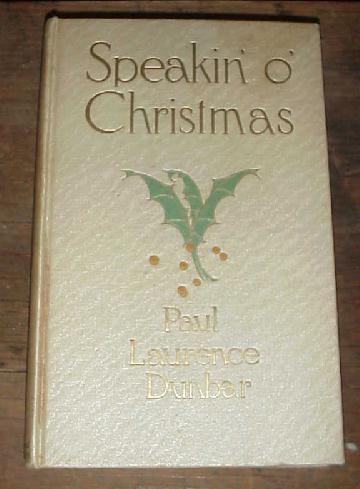 Speakin' o'
Christmas
Paul
Laurence
Dunbar